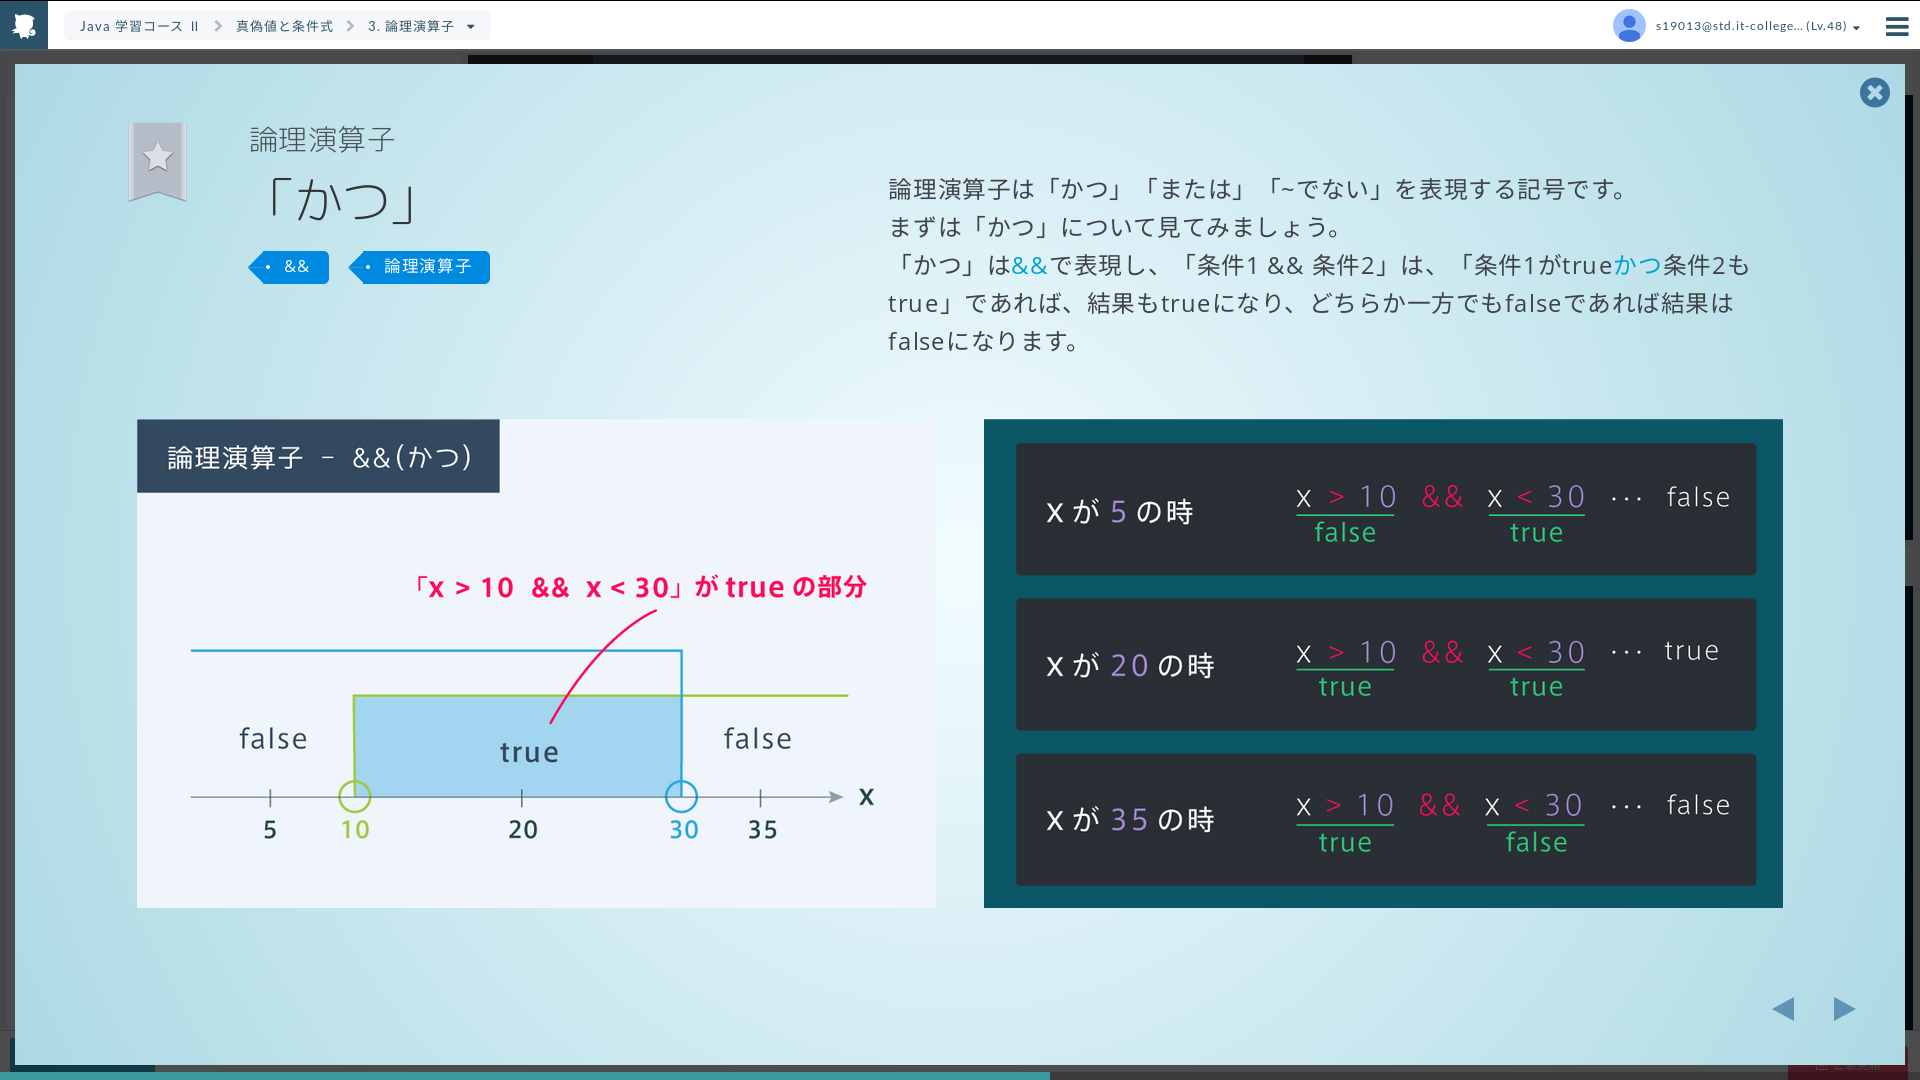 Java 学習コース Ⅱ 真偽値と条件式 3. 論理演算子
s19013@std.it-college... (Lv.48)
論理演算子
「かつ」
&& 論理演算子
論理演算子は「かつ」「または」「~でない」を表現する記号です。
まずは「かつ」について見てみましょう。
「かつ」は&&で表現し、「条件1 && 条件2」は、「条件1がtrueかつ条件2も
true」であれば、結果もtrueになり、どちらか一方でもfalseであれば結果は
falseになります。
論理演算子 - &&(かつ)
「x > 10 && x < 30」が true の部分
false true false
x
5 10 20 30 35
x が 5 の時 x > 10 && x < 30 ... false
false true
x が 20 の時 x > 10 && x < 30 ... true
true true
x が 35 の時 x > 10 && x < 30 ... false
true false